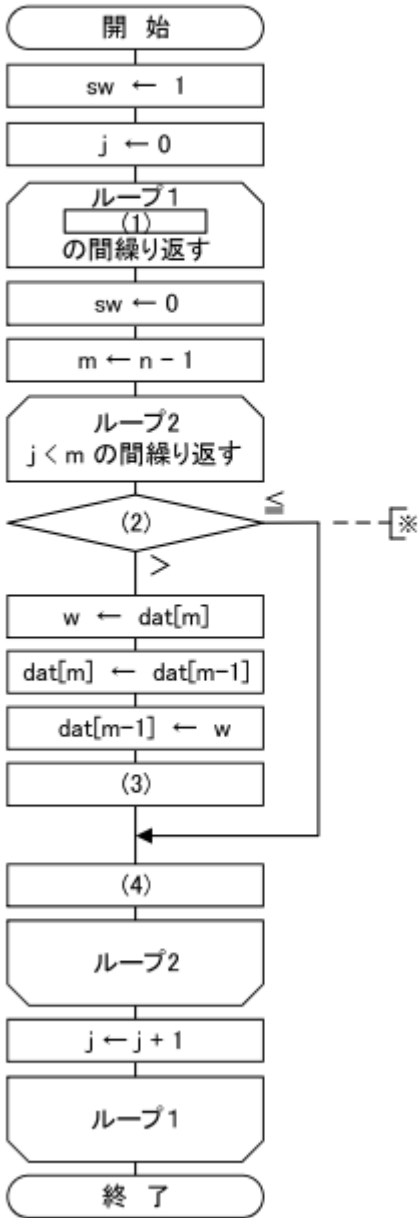 開 始
sw ← 1
j ← 0
ループ1
(1)
の間繰り返す
sw ← 0
m ← n - 1
ループ2
j < m の間繰り返す
(2)
≦
※
>
w ← dat[m]
dat[m] ← dat[m-1]
dat[m-1] ← w
(3)
(4)
ループ2
j ← j + 1
ループ1
終 了